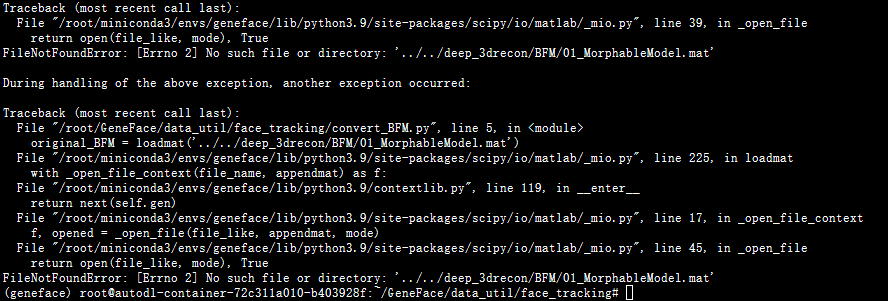 Traceback (most recent call last):
  File "/root/miniconda3/envs/geneface/lib/python3.9/site-packages/scipy/io/matlab/_mio.py", line 39, in _open_file
    return open(file_like, mode), True
FileNotFoundError: [Errno 2] No such file or directory: '../../deep_3drecon/BFM/01_MorphableModel.mat'

During handling of the above exception, another exception occurred:

Traceback (most recent call last):
  File "/root/GeneFace/data_util/face_tracking/convert_BFM.py", line 5, in <module>
    original_BFM = loadmat('../../deep_3drecon/BFM/01_MorphableModel.mat')
  File "/root/miniconda3/envs/geneface/lib/python3.9/site-packages/scipy/io/matlab/_mio.py", line 225, in loadmat
    with _open_file_context(file_name, appendmat) as f:
  File "/root/miniconda3/envs/geneface/lib/python3.9/contextlib.py", line 119, in __enter__
    return next(self.gen)
  File "/root/miniconda3/envs/geneface/lib/python3.9/site-packages/scipy/io/matlab/_mio.py", line 17, in _open_file_context
    f, opened = _open_file(file_like, appendmat, mode)
  File "/root/miniconda3/envs/geneface/lib/python3.9/site-packages/scipy/io/matlab/_mio.py", line 45, in _open_file
    return open(file_like, mode), True
FileNotFoundError: [Errno 2] No such file or directory: '../../deep_3drecon/BFM/01_MorphableModel.mat'
(geneface) root@autodl-container-72c311a010-b403928f:~/GeneFace/data_util/face_tracking#